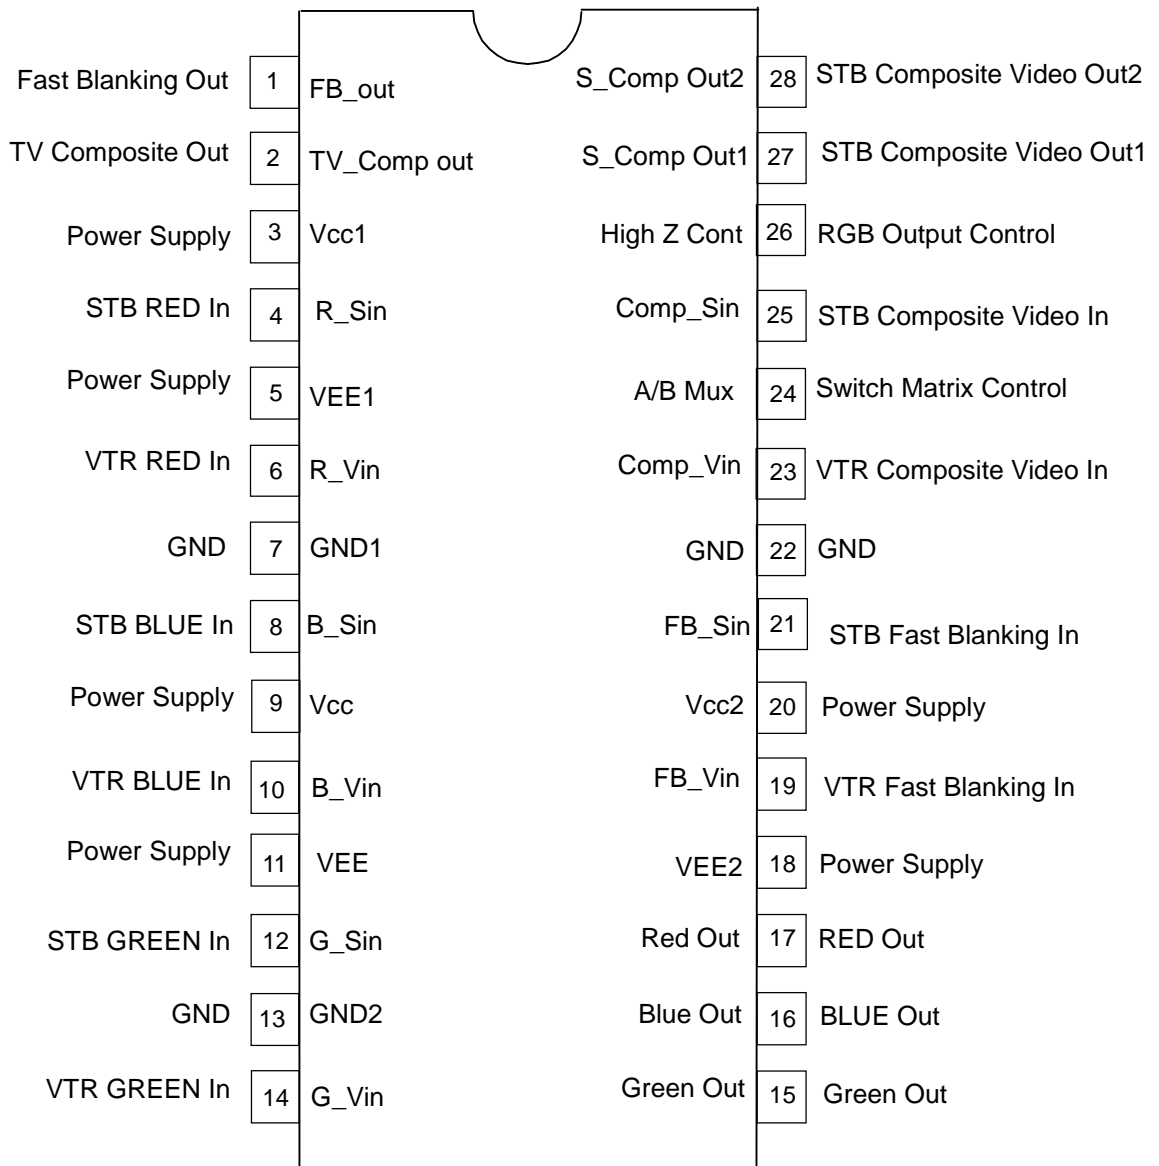 Fast Blanking Out 1 FB_out S_Comp Out2 28 STB Composite Video Out2
TV Composite Out 2 TV_Comp out S_Comp Out1 27 STB Composite Video Out1
Power Supply 3 Vcc1 High Z Cont 26 RGB Output Control
STB RED In 4 R_Sin Comp_Sin 25 STB Composite Video In
Power Supply 5 VEE1 A/B Mux 24 Switch Matrix Control
VTR RED In 6 R_Vin Comp_Vin 23 VTR Composite Video In
GND 7 GND1 GND 22 GND
STB BLUE In 8 B_Sin FB_Sin 21 STB Fast Blanking In
Power Supply 9 Vcc Vcc2 20 Power Supply
VTR BLUE In 10 B_Vin FB_Vin 19 VTR Fast Blanking In
Power Supply 11 VEE VEE2 18 Power Supply
STB GREEN In 12 G_Sin Red Out 17 RED Out
GND 13 GND2 Blue Out 16 BLUE Out
VTR GREEN In 14 G_Vin Green Out 15 Green Out